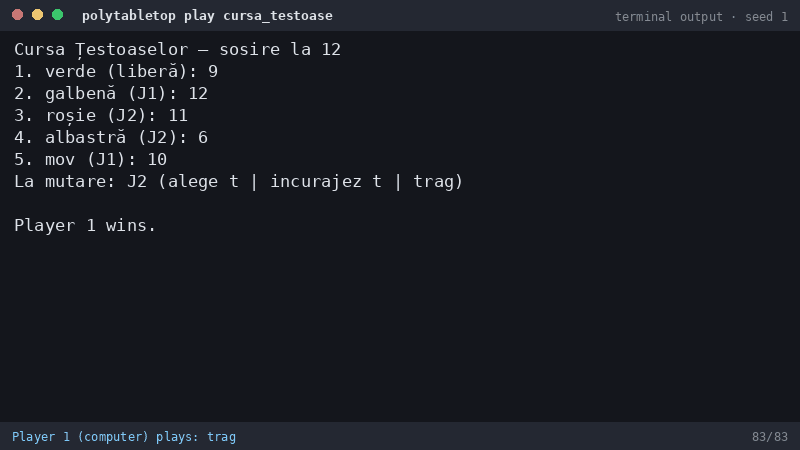 polytabletop play cursa_testoase
terminal output · seed 1
Cursa Țestoaselor — sosire la 12
1. verde (liberă): 9
2. galbenă (J1): 12
3. roșie (J2): 11
4. albastră (J2): 6
5. mov (J1): 10
La mutare: J2 (alege t | incurajez t | trag)
Player 1 wins.
Player 1 (computer) plays: trag
83/83